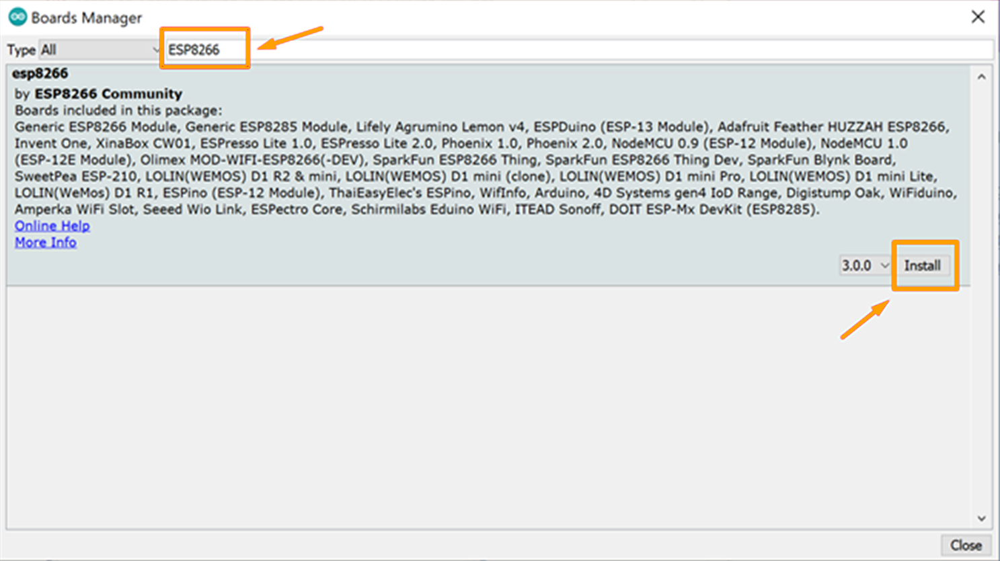 Boards Manager
Type All ESP8266
esp8266
by ESP8266 Community
Boards included in this package:
Generic ESP8266 Module, Generic ESP8285 Module, Lifely Agrumino Lemon v4, ESPDuino (ESP-13 Module), Adafruit Feather HUZZAH ESP8266,
Invent One, XinaBox CW01, ESPresso Lite 1.0, ESPresso Lite 2.0, Phoenix 1.0, Phoenix 2.0, NodeMCU 0.9 (ESP-12 Module), NodeMCU 1.0
(ESP-12E Module), Olimex MOD-WIFI-ESP8266(-DEV), SparkFun ESP8266 Thing, SparkFun ESP8266 Thing Dev, SparkFun Blynk Board,
SweetPea ESP-210, LOLIN(WEMOS) D1 R2 & mini, LOLIN(WEMOS) D1 mini (clone), LOLIN(WEMOS) D1 mini Pro, LOLIN(WEMOS) D1 mini Lite,
LOLIN(WeMos) D1 R1, ESPino (ESP-12 Module), ThaiEasyElec's ESPino, WifInfo, Arduino, 4D Systems gen4 IoD Range, Digistump Oak, WiFiduino,
Amperka WiFi Slot, Seeed Wio Link, ESPectro Core, Schirmilabs Eduino WiFi, ITEAD Sonoff, DOIT ESP-Mx DevKit (ESP8285).
Online Help
More Info
3.0.0 Install
Close